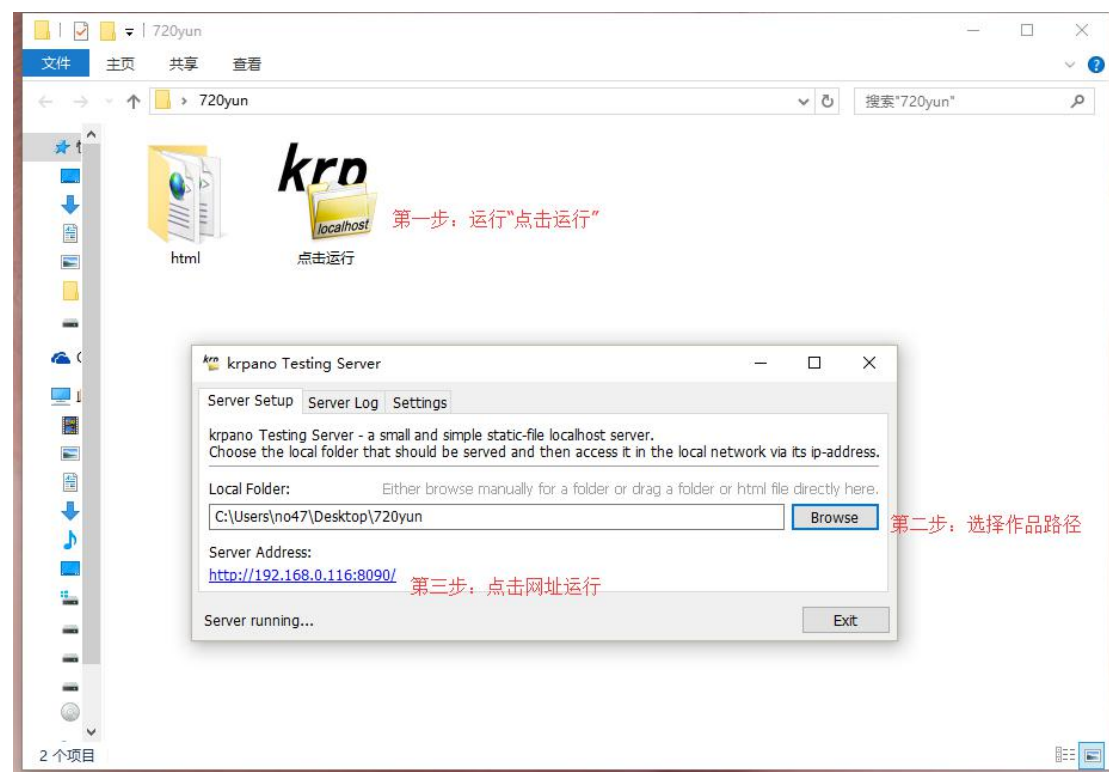 720yun
文件 主页 共享 查看
720yun 搜索"720yun"
krp
localhost
第一步：运行“点击运行”
html 点击运行
krpano Testing Server
Server Setup Server Log Settings
krpano Testing Server - a small and simple static-file localhost server.
Choose the local folder that should be served and then access it in the local network via its ip-address.
Local Folder: Either browse manually for a folder or drag a folder or html file directly here.
C:\Users\no47\Desktop\720yun Browse
第二步：选择作品路径
Server Address:
http://192.168.0.116:8090/
第三步：点击网址运行
Server running... Exit
2 个项目